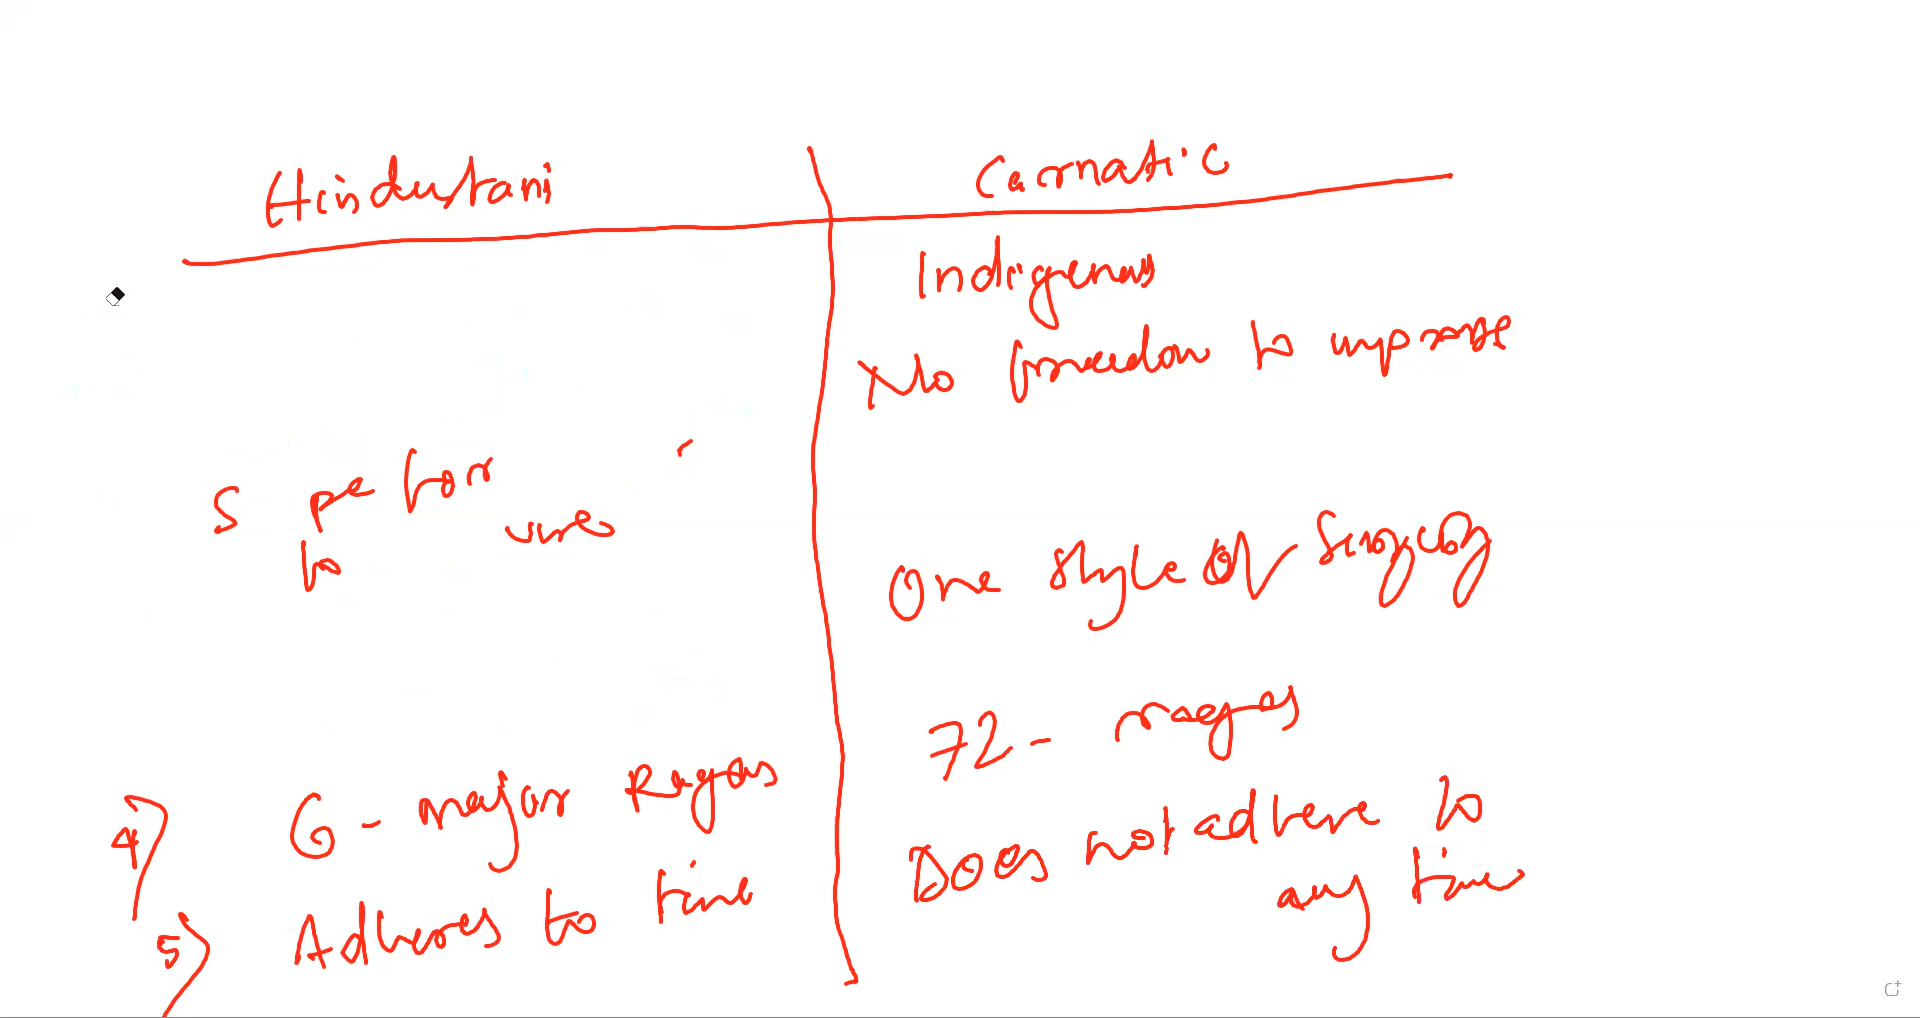 Hindustani
Carnatic
Indigenous
No freedom to improvise
S
to
One style of Singing
72 - ragas
4) 6 - major Ragas
Does not adhere to
any time
5) Adheres to time